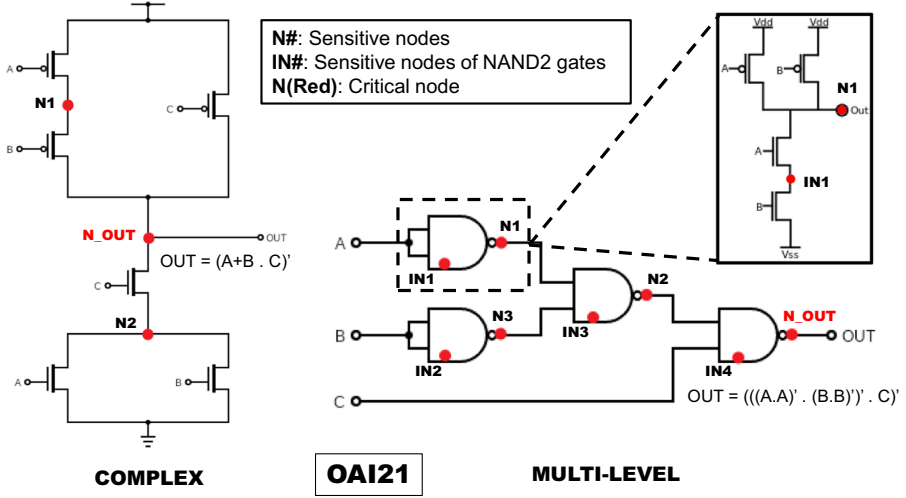 N#: Sensitive nodes
IN#: Sensitive nodes of NAND2 gates
N(Red): Critical node
A
N1
B
C
N_OUT
OUT
OUT = (A+B . C)’
C
N2
A
B
COMPLEX
Vdd
Vdd
A
B
N1
Out
A
IN1
B
Vss
A
N1
IN1
B
N3
IN2
N2
IN3
N_OUT
OUT
IN4
C
OUT = (((A.A)’ . (B.B)’)’ . C)’
OAI21
MULTI-LEVEL